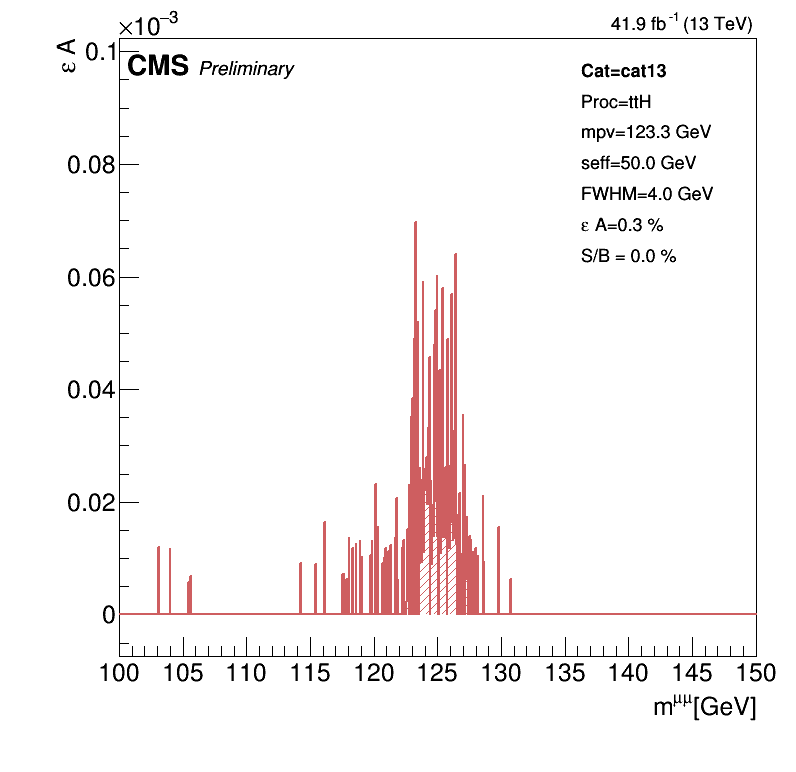 ×10⁻³
41.9 fb⁻¹ (13 TeV)
ε A
CMS Preliminary
Cat=cat13
Proc=ttH
mpv=123.3 GeV
seff=50.0 GeV
FWHM=4.0 GeV
ε A=0.3 %
S/B = 0.0 %
0.1
0.08
0.06
0.04
0.02
0
100 105 110 115 120 125 130 135 140 145 150
m^μμ[GeV]